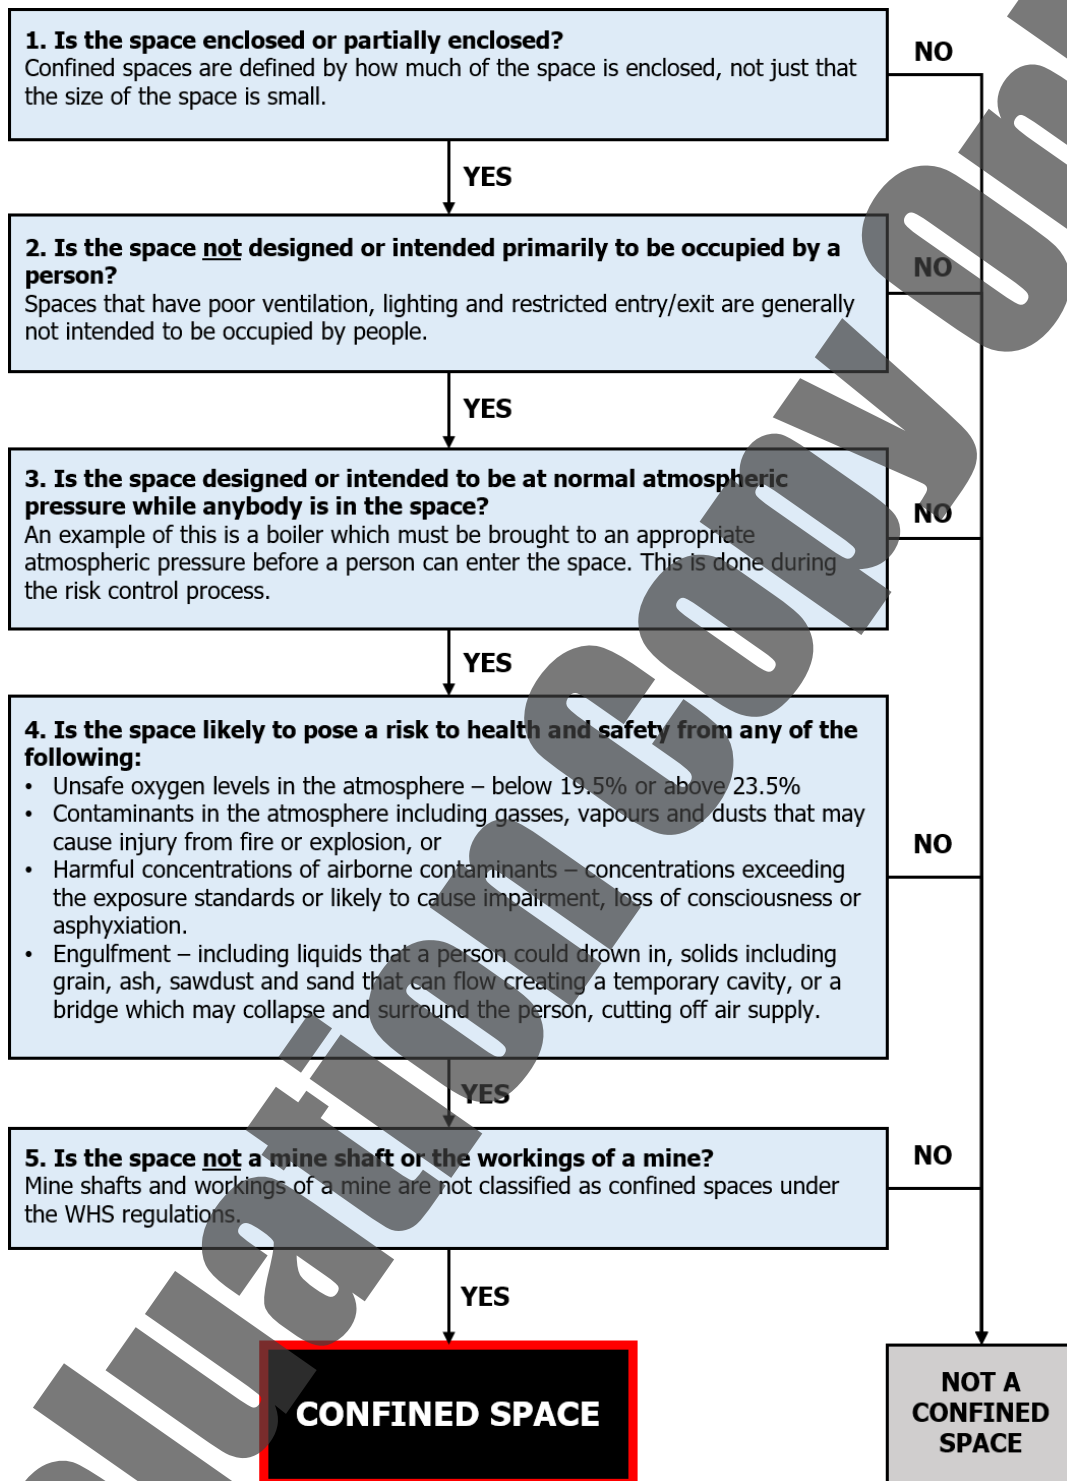 1. Is the space enclosed or partially enclosed?
Confined spaces are defined by how much of the space is enclosed, not just that
the size of the space is small.
NO
YES
2. Is the space not designed or intended primarily to be occupied by a
person?
Spaces that have poor ventilation, lighting and restricted entry/exit are generally
not intended to be occupied by people.
NO
YES
3. Is the space designed or intended to be at normal atmospheric
pressure while anybody is in the space?
An example of this is a boiler which must be brought to an appropriate
atmospheric pressure before a person can enter the space. This is done during
the risk control process.
NO
YES
4. Is the space likely to pose a risk to health and safety from any of the
following:
• Unsafe oxygen levels in the atmosphere – below 19.5% or above 23.5%
• Contaminants in the atmosphere including gasses, vapours and dusts that may
cause injury from fire or explosion, or
• Harmful concentrations of airborne contaminants – concentrations exceeding
the exposure standards or likely to cause impairment, loss of consciousness or
asphyxiation.
• Engulfment – including liquids that a person could drown in, solids including
grain, ash, sawdust and sand that can flow creating a temporary cavity, or a
bridge which may collapse and surround the person, cutting off air supply.
NO
YES
5. Is the space not a mine shaft or the workings of a mine?
Mine shafts and workings of a mine are not classified as confined spaces under
the WHS regulations.
NO
YES
CONFINED SPACE
NOT A
CONFINED
SPACE
Copy